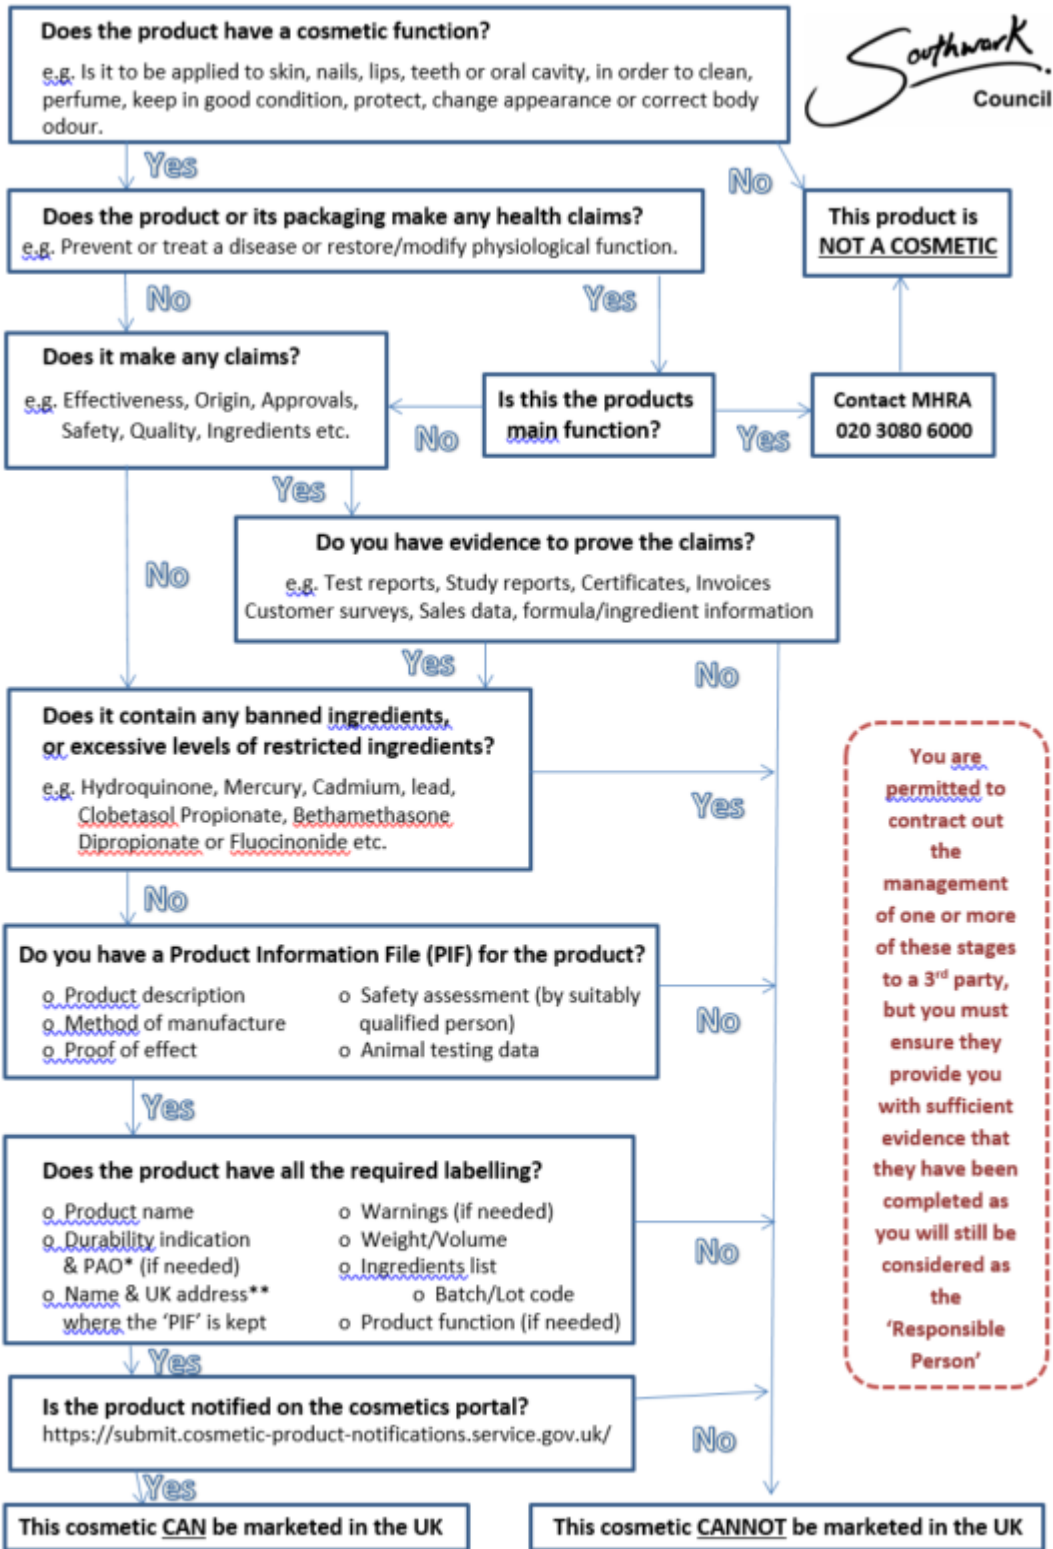 Does the product have a cosmetic function?
e.g. Is it to be applied to skin, nails, lips, teeth or oral cavity, in order to clean,
perfume, keep in good condition, protect, change appearance or correct body
odour.
Southwark
Council
Yes
No
Does the product or its packaging make any health claims?
e.g. Prevent or treat a disease or restore/modify physiological function.
This product is
NOT A COSMETIC
No
Yes
Does it make any claims?
e.g. Effectiveness, Origin, Approvals,
Safety, Quality, Ingredients etc.
Is this the products
main function?
No
Yes
Contact MHRA
020 3080 6000
Yes
No
Do you have evidence to prove the claims?
e.g. Test reports, Study reports, Certificates, Invoices
Customer surveys, Sales data, formula/ingredient information
Yes
No
Does it contain any banned ingredients,
or excessive levels of restricted ingredients?
e.g. Hydroquinone, Mercury, Cadmium, lead,
Clobetasol Propionate, Bethamethasone
Dipropionate or Fluocinonide etc.
Yes
No
Do you have a Product Information File (PIF) for the product?
o Product description
o Method of manufacture
o Proof of effect
o Safety assessment (by suitably
qualified person)
o Animal testing data
No
Yes
Does the product have all the required labelling?
o Product name
o Durability indication
& PAO* (if needed)
o Name & UK address**
where the 'PIF' is kept
o Warnings (if needed)
o Weight/Volume
o Ingredients list
o Batch/Lot code
o Product function (if needed)
No
Yes
Is the product notified on the cosmetics portal?
https://submit.cosmetic-product-notifications.service.gov.uk/
No
Yes
This cosmetic CAN be marketed in the UK
This cosmetic CANNOT be marketed in the UK
You are
permitted to
contract out
the
management
of one or more
of these stages
to a 3rd party,
but you must
ensure they
provide you
with sufficient
evidence that
they have been
completed as
you will still be
considered as
the
'Responsible
Person'